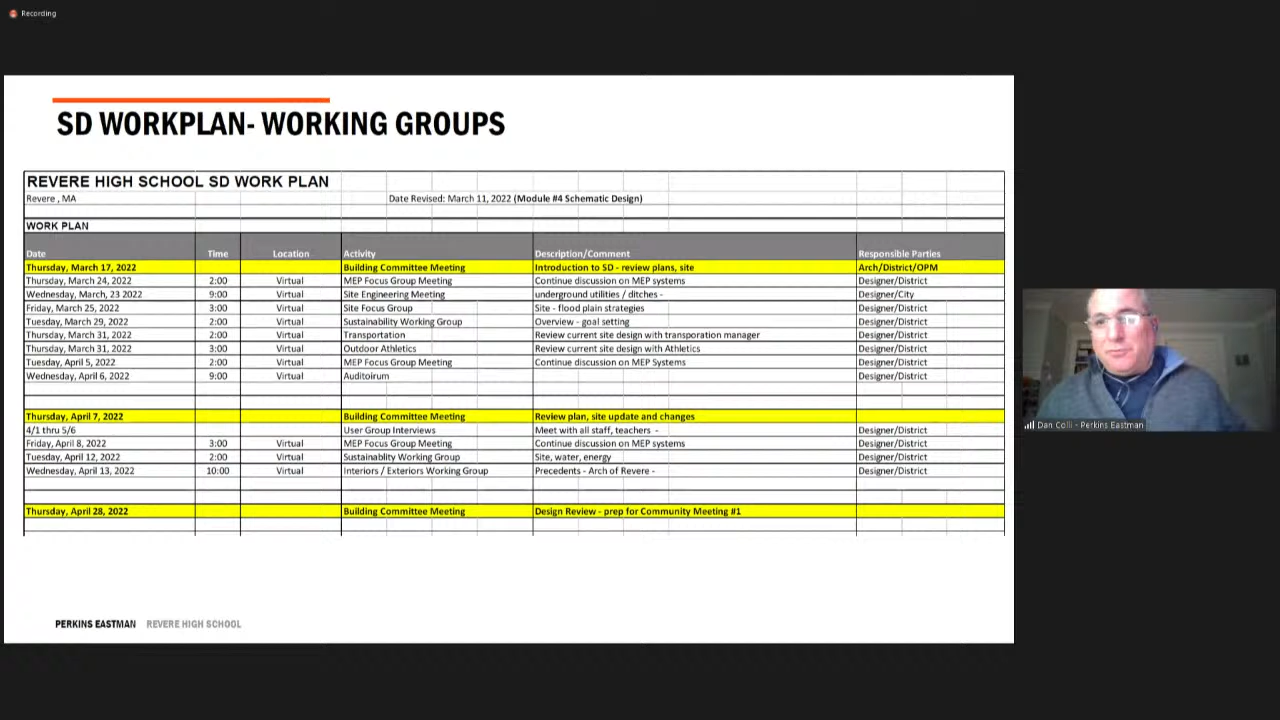 Recording
SD WORKPLAN- WORKING GROUPS
REVERE HIGH SCHOOL SD WORK PLAN
Revere , MA Date Revised: March 11, 2022 (Module #4 Schematic Design)
WORK PLAN
Date Time Location Activity Description/Comment Responsible Parties
Thursday, March 17, 2022 Building Committee Meeting Introduction to SD - review plans, site Arch/District/OPM
Thursday, March 24, 2022 2:00 Virtual MEP Focus Group Meeting Continue discussion on MEP systems Designer/District
Wednesday, March, 23 2022 9:00 Virtual Site Engineering Meeting underground utilities / ditches - Designer/City
Friday, March 25, 2022 3:00 Virtual Site Focus Group Site - flood plain strategies Designer/District
Tuesday, March 29, 2022 2:00 Virtual Sustainability Working Group Overview - goal setting Designer/District
Thursday, March 31, 2022 2:00 Virtual Transportation Review current site design with transporation manager Designer/District
Thursday, March 31, 2022 3:00 Virtual Outdoor Athletics Review current site design with Athletics Designer/District
Tuesday, April 5, 2022 2:00 Virtual MEP Focus Group Meeting Continue discussion on MEP Systems Designer/District
Wednesday, April 6, 2022 9:00 Virtual Auditoirum Designer/District
Thursday, April 7, 2022 Building Committee Meeting Review plan, site update and changes
4/1 thru 5/6 User Group Interviews Meet with all staff, teachers - Designer/District
Friday, April 8, 2022 3:00 Virtual MEP Focus Group Meeting Continue discussion on MEP systems Designer/District
Tuesday, April 12, 2022 2:00 Virtual Sustainablity Working Group Site, water, energy Designer/District
Wednesday, April 13, 2022 10:00 Virtual Interiors / Exteriors Working Group Precedents - Arch of Revere - Designer/District
Thursday, April 28, 2022 Building Committee Meeting Design Review - prep for Community Meeting #1
PERKINS EASTMAN REVERE HIGH SCHOOL
Dan Colli - Perkins Eastman